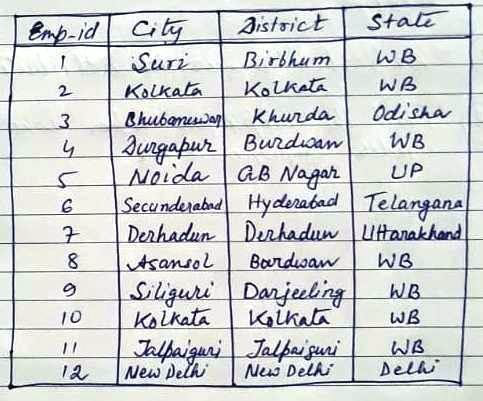 Emp-id City District State
1 Suri Birbhum WB
2 Kolkata Kolkata WB
3 Bhubaneswar Khurda Odisha
4 Durgapur Burdwan WB
5 Noida GB Nagar UP
6 Secunderabad Hyderabad Telangana
7 Derhadun Derhadun Uttarakhand
8 Asansol Bardwan WB
9 Siliguri Darjeeling WB
10 Kolkata Kolkata WB
11 Jalpaiguri Jalpaiguri WB
12 New Delhi New Delhi Delhi